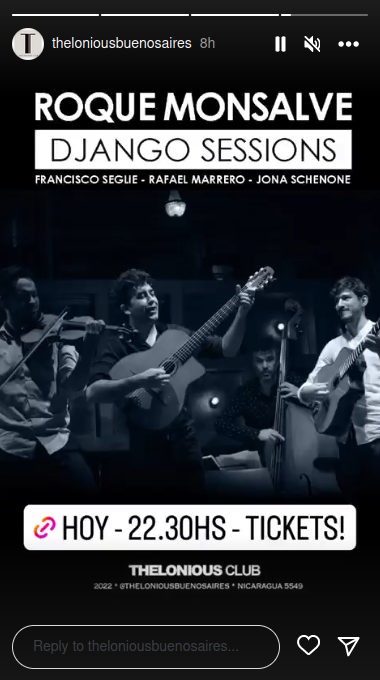 theloniousbuenosaires 8h
ROQUE MONSALVE
DJANGO SESSIONS
FRANCISCO SEGLIE - RAFAEL MARRERO - JONA SCHENONE
HOY - 22.30HS - TICKETS!
THELONIOUS CLUB
2022 * @THELONIOUSBUENOSAIRES * NICARAGUA 5549
Reply to theloniousbuenosaires...